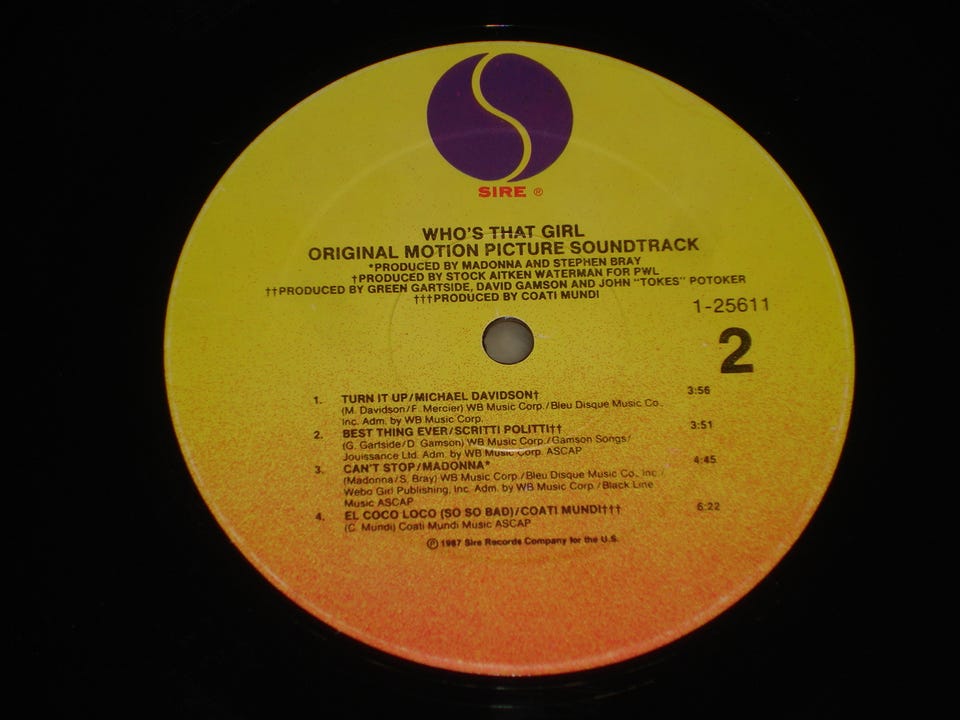 SIRE ®
WHO'S THAT GIRL
ORIGINAL MOTION PICTURE SOUNDTRACK
*PRODUCED BY MADONNA AND STEPHEN BRAY
†PRODUCED BY STOCK AITKEN WATERMAN FOR PWL
††PRODUCED BY GREEN GARTSIDE, DAVID GAMSON AND JOHN "TOKES" POTOKER
†††PRODUCED BY COATI MUNDI
1-25611
2
1. TURN IT UP/MICHAEL DAVIDSON† 3:56
(M. Davidson/F. Mercier) WB Music Corp./Bleu Disque Music Co.,
Inc. Adm. by WB Music Corp.
2. BEST THING EVER/SCRITTI POLITTI†† 3:51
(G. Gartside/D. Gamson) WB Music Corp./Gamson Songs/
Jouissance Ltd. Adm. by WB Music Corp. ASCAP
3. CAN'T STOP/MADONNA* 4:45
(Madonna/S. Bray) WB Music Corp./Bleu Disque Music Co., Inc./
Webo Girl Publishing, Inc. Adm. by WB Music Corp./Black Line
Music ASCAP
4. EL COCO LOCO (SO SO BAD)/COATI MUNDI††† 6:22
(C. Mundi) Coati Mundi Music ASCAP
℗ 1987 Sire Records Company for the U.S.